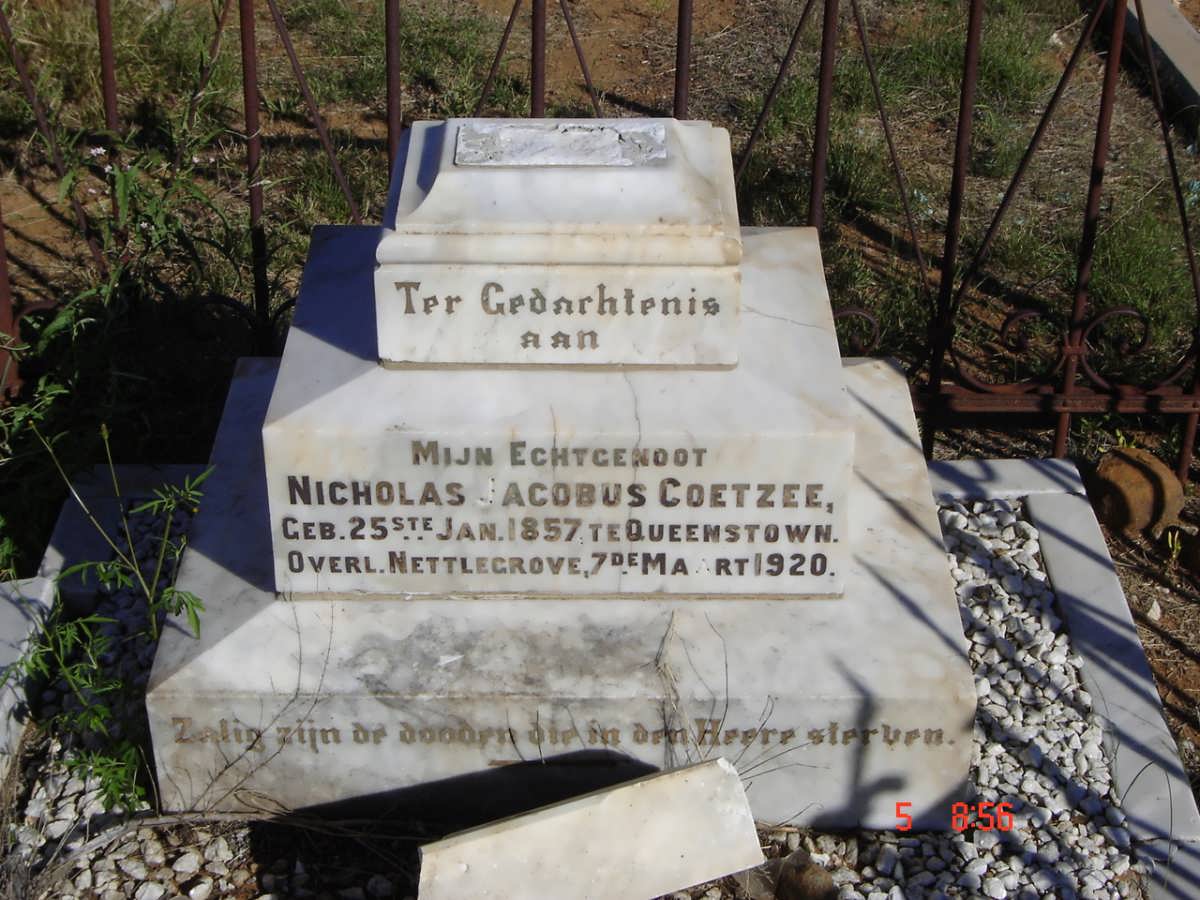 Ter Gedachtenis
aan
Mijn Echtgenoot
Nicholas Jacobus Coetzee,
Geb. 25ste Jan. 1857 te Queenstown.
Overl. Nettlegrove, 7de Maart 1920.
Zalig zijn de dooden die in den Heere sterven.
5 8:56